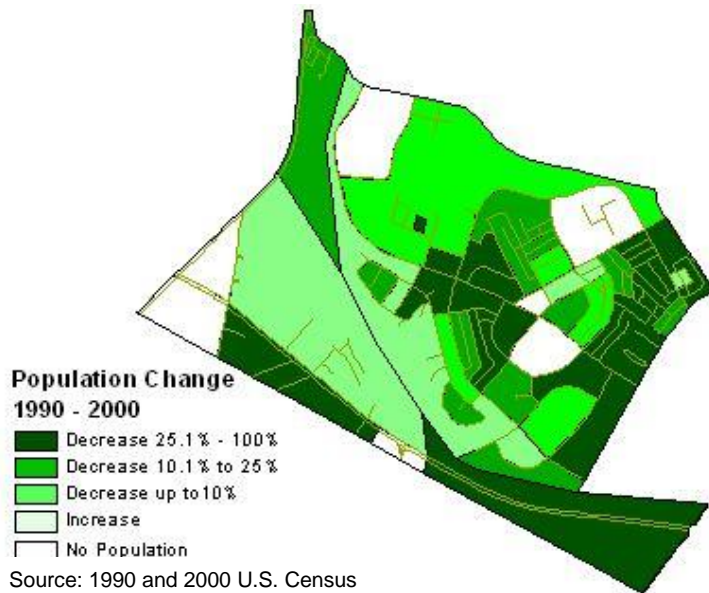 Population Change
1990 - 2000
Decrease 25.1% - 100%
Decrease 10.1% to 25%
Decrease up to 10%
Increase
No Population
Source: 1990 and 2000 U.S. Census